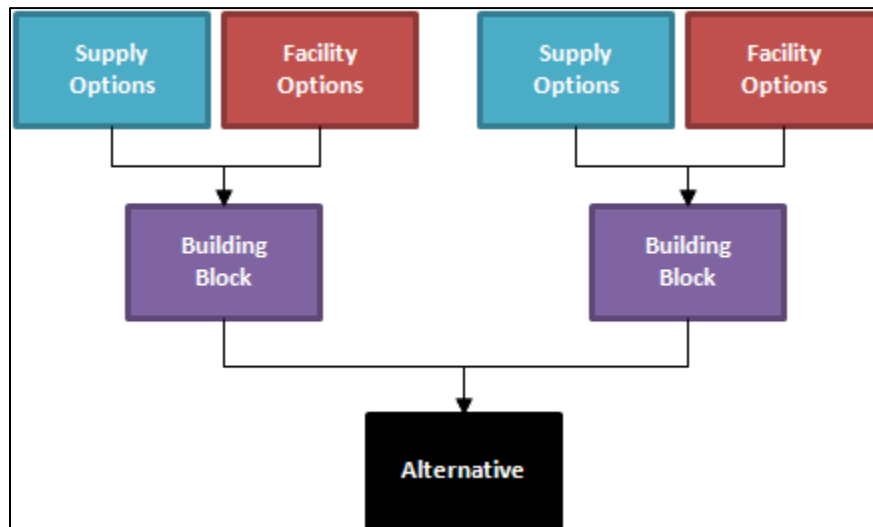 Supply
Options
Facility
Options
Supply
Options
Facility
Options
Building
Block
Building
Block
Alternative